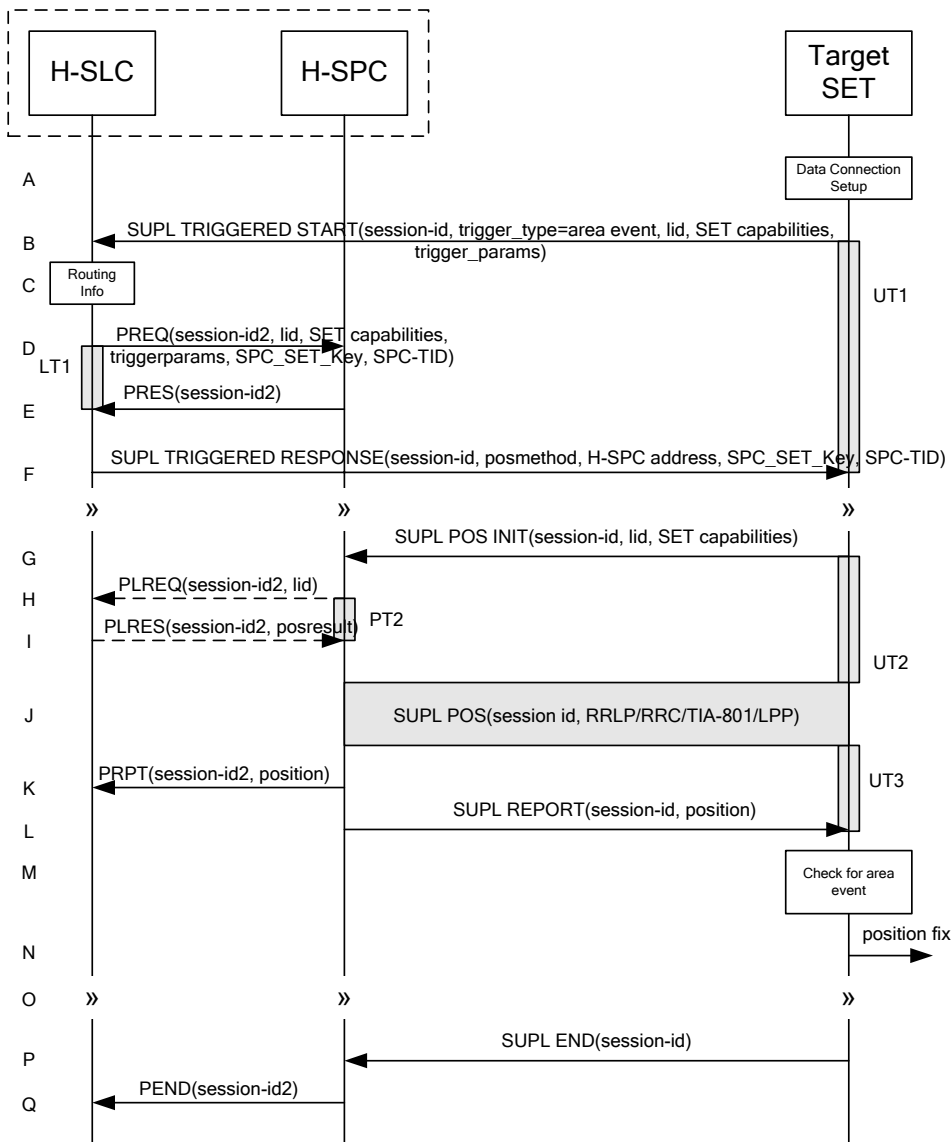 H-SLC
H-SPC
Target
SET
A
Data Connection
Setup
B
SUPL TRIGGERED START(session-id, trigger_type=area event, lid, SET capabilities,
trigger_params)
C
Routing
Info
UT1
D
PREQ(session-id2, lid, SET capabilities,
triggerparams, SPC_SET_Key, SPC-TID)
LT1
E
PRES(session-id2)
F
SUPL TRIGGERED RESPONSE(session-id, posmethod, H-SPC address, SPC_SET_Key, SPC-TID)
» » »
G
SUPL POS INIT(session-id, lid, SET capabilities)
H
PLREQ(session-id2, lid)
PT2
I
PLRES(session-id2, posresult)
UT2
J
SUPL POS(session id, RRLP/RRC/TIA-801/LPP)
K
PRPT(session-id2, position)
UT3
L
SUPL REPORT(session-id, position)
M
Check for area
event
N
position fix
O » » »
P
SUPL END(session-id)
Q
PEND(session-id2)